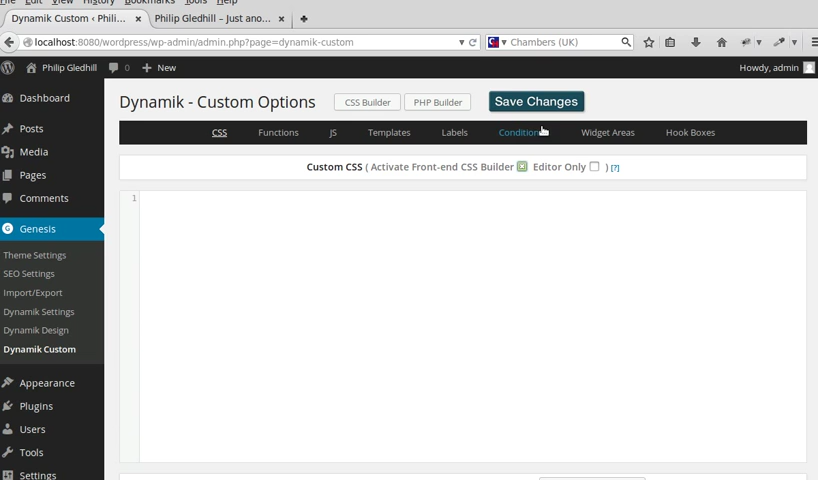 File Edit View History Bookmarks Tools Help
Dynamik Custom ‹ Phili... × Philip Gledhill – Just ano... ×
localhost:8080/wordpress/wp-admin/admin.php?page=dynamik-custom Chambers (UK)
Philip Gledhill 0 + New Howdy, admin
Dashboard
Posts
Media
Pages
Comments
Genesis
Theme Settings
SEO Settings
Import/Export
Dynamik Settings
Dynamik Design
Dynamik Custom
Appearance
Plugins
Users
Tools
Settings
Dynamik - Custom Options CSS Builder PHP Builder Save Changes
CSS Functions JS Templates Labels Widget Areas Hook Boxes
Custom CSS ( Activate Front-end CSS Builder Editor Only ) [?]
1